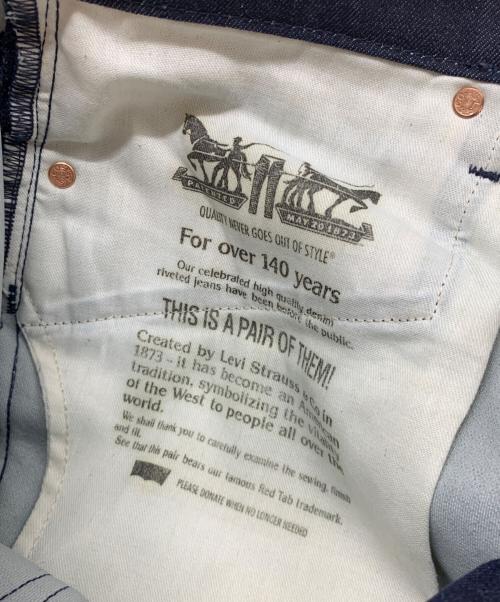 PATENTED
MAY 20 1873
QUALITY NEVER GOES OUT OF STYLE®
For over 140 years
Our celebrated high quality denim
riveted jeans have been before the public.
THIS IS A PAIR OF THEM!
Created by Levi Strauss & Co. in
1873 - it has become an
tradition, symbolizing the
of the West to people all over the
world.
We shall thank you to carefully examine the sewing, finish
and fit.
See that this pair bears our famous Red Tab trademark.
PLEASE DONATE WHEN NO LONGER NEEDED